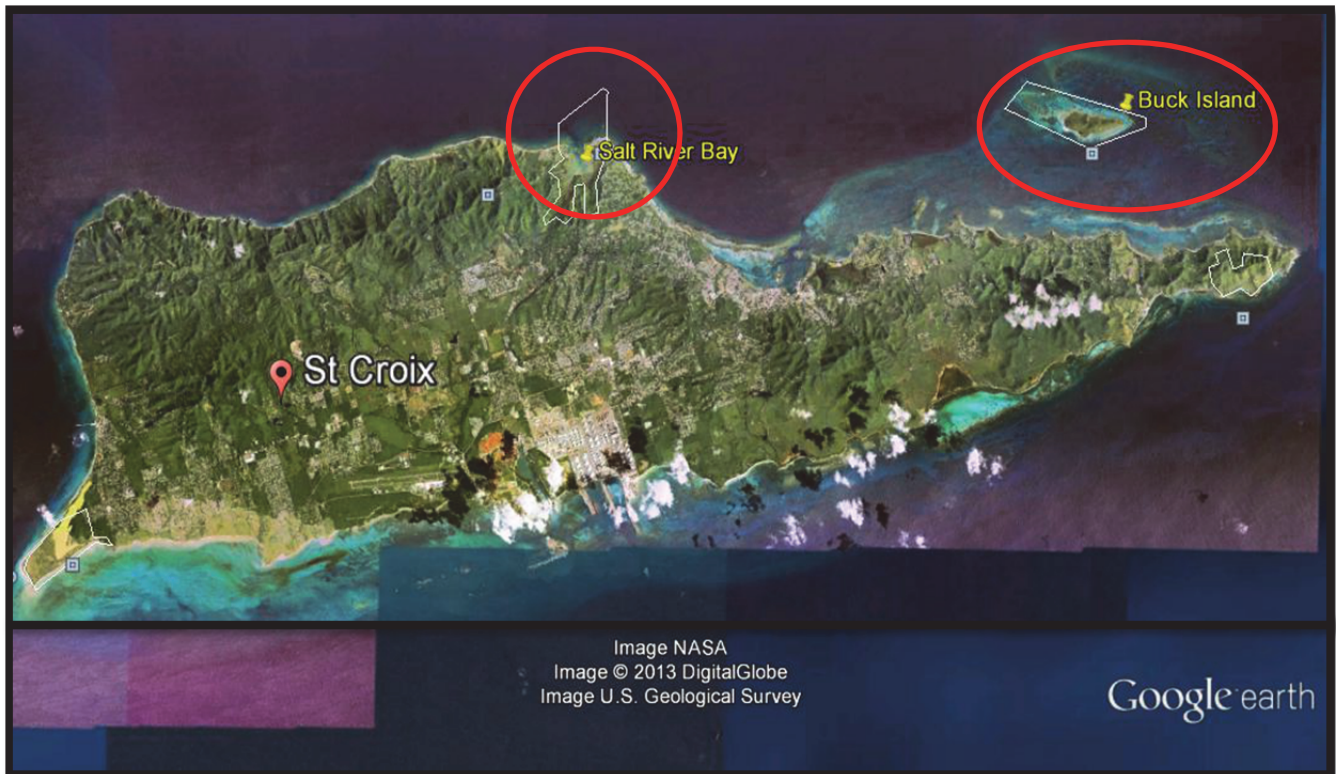 Buck Island
Salt River Bay
St Croix
Image NASA
Image © 2013 DigitalGlobe
Image U.S. Geological Survey
Google earth